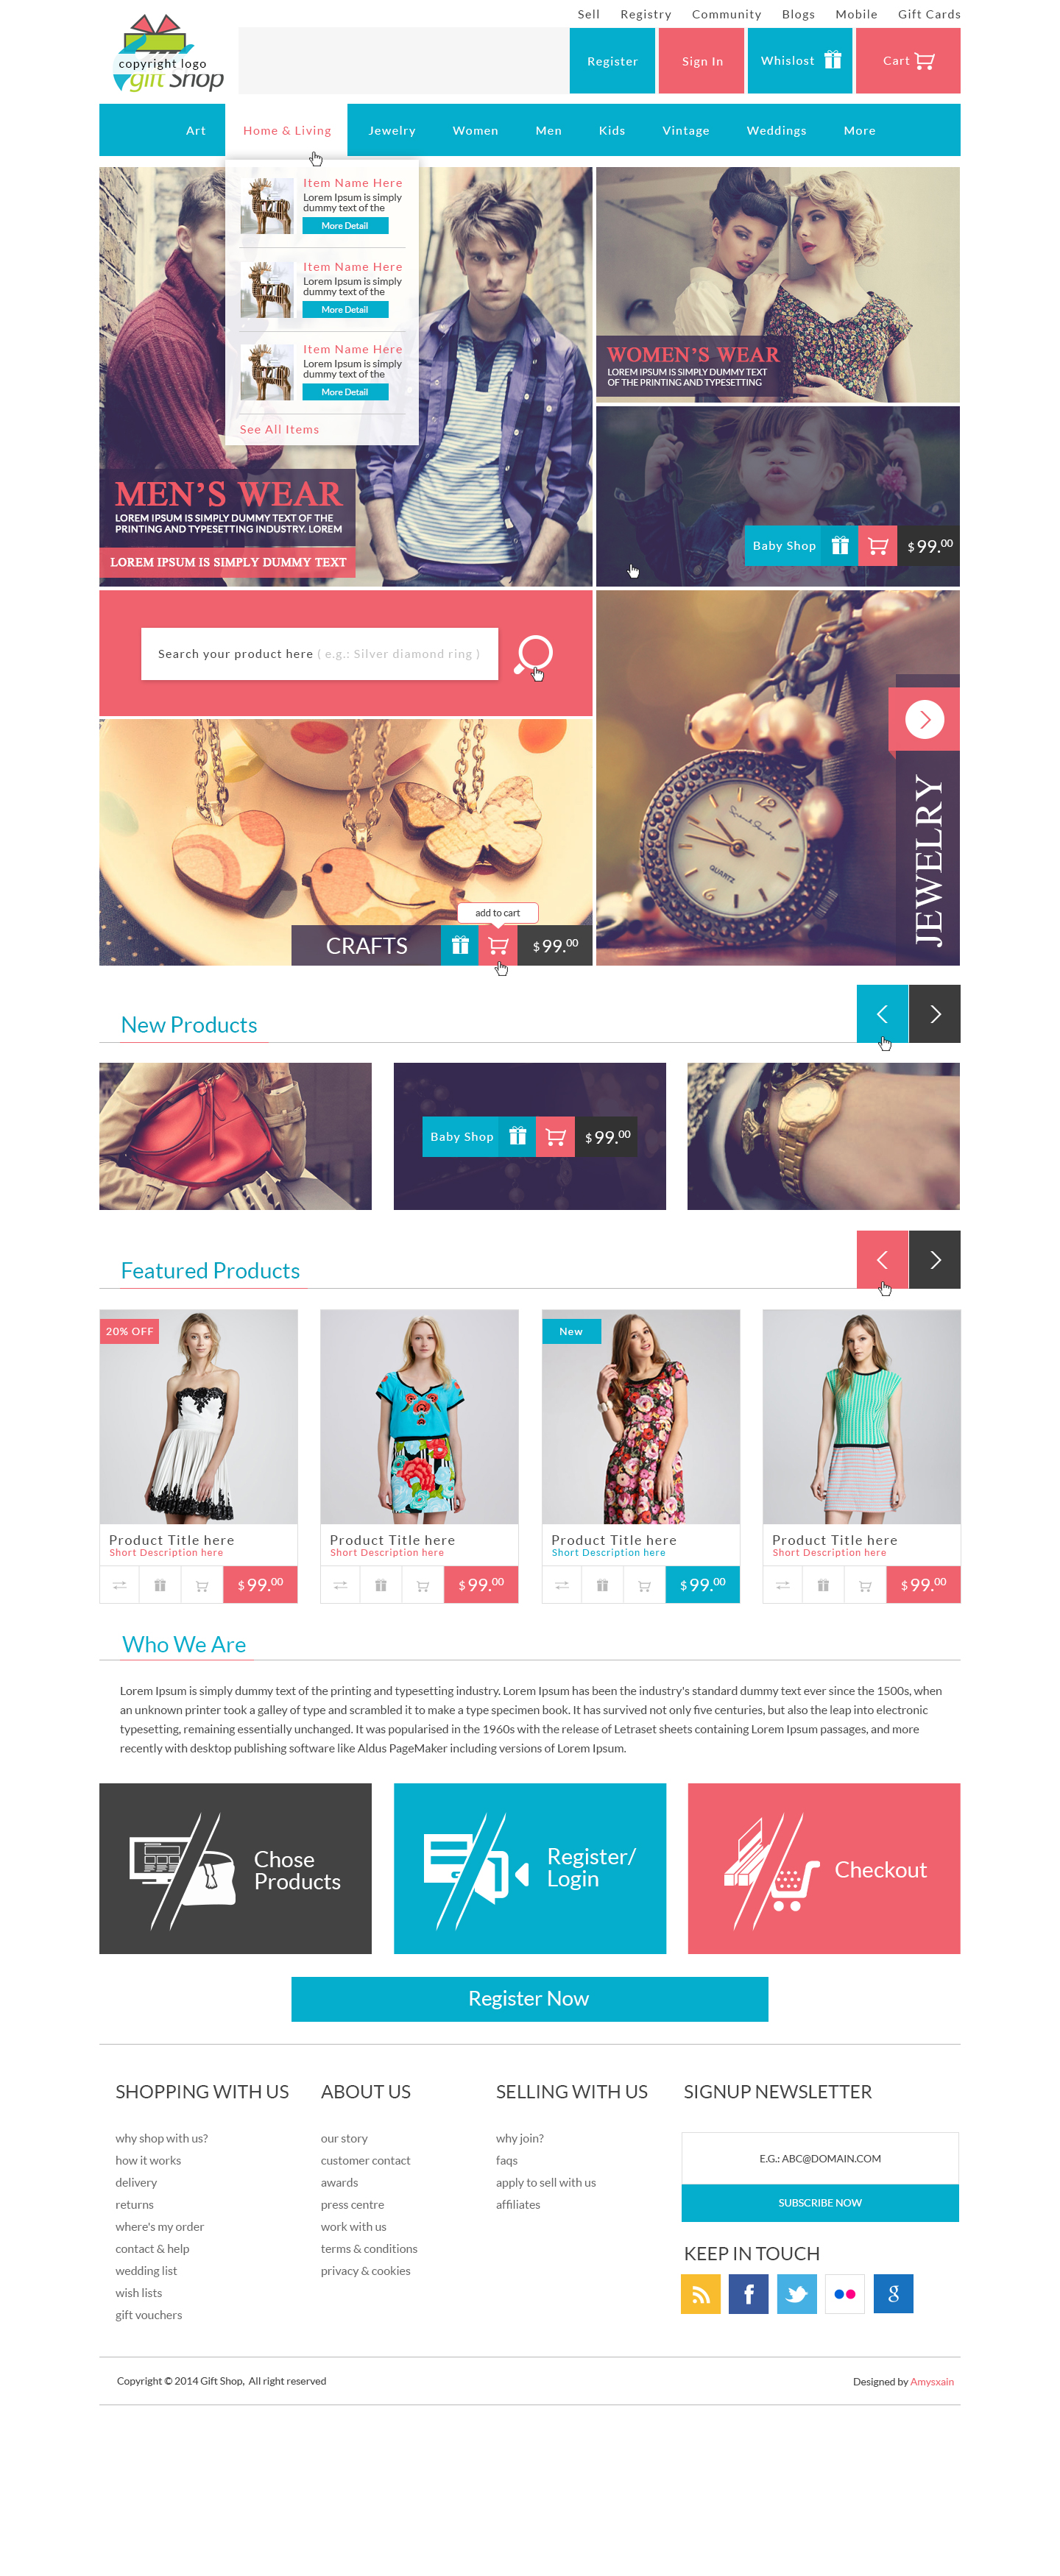 Sell Registry Community Blogs Mobile Gift Cards
copyright logo
gift Shop
Register
Sign In
Whislost
Cart
Art Home & Living Jewelry Women Men Kids Vintage Weddings More
Item Name Here
Lorem Ipsum is simply
dummy text of the
More Detail
Item Name Here
Lorem Ipsum is simply
dummy text of the
More Detail
Item Name Here
Lorem Ipsum is simply
dummy text of the
More Detail
See All Items
MEN'S WEAR
LOREM IPSUM IS SIMPLY DUMMY TEXT OF THE
PRINTING AND TYPESETTING INDUSTRY. LOREM
LOREM IPSUM IS SIMPLY DUMMY TEXT
WOMEN'S WEAR
LOREM IPSUM IS SIMPLY DUMMY TEXT
OF THE PRINTING AND TYPESETTING
Baby Shop $99.00
Search your product here ( e.g.: Silver diamond ring )
QUARTZ
JEWELRY
add to cart
CRAFTS $99.00
New Products
Baby Shop $99.00
Featured Products
20% OFF
New
Product Title here
Short Description here
$99.00
Product Title here
Short Description here
$99.00
Product Title here
Short Description here
$99.00
Product Title here
Short Description here
$99.00
Who We Are
Lorem Ipsum is simply dummy text of the printing and typesetting industry. Lorem Ipsum has been the industry's standard dummy text ever since the 1500s, when
an unknown printer took a galley of type and scrambled it to make a type specimen book. It has survived not only five centuries, but also the leap into electronic
typesetting, remaining essentially unchanged. It was popularised in the 1960s with the release of Letraset sheets containing Lorem Ipsum passages, and more
recently with desktop publishing software like Aldus PageMaker including versions of Lorem Ipsum.
Chose
Products
Register/
Login
Checkout
Register Now
SHOPPING WITH US
why shop with us?
how it works
delivery
returns
where's my order
contact & help
wedding list
wish lists
gift vouchers
ABOUT US
our story
customer contact
awards
press centre
work with us
terms & conditions
privacy & cookies
SELLING WITH US
why join?
faqs
apply to sell with us
affiliates
SIGNUP NEWSLETTER
E.G.: ABC@DOMAIN.COM
SUBSCRIBE NOW
KEEP IN TOUCH
Copyright © 2014 Gift Shop, All right reserved
Designed by Amysxain